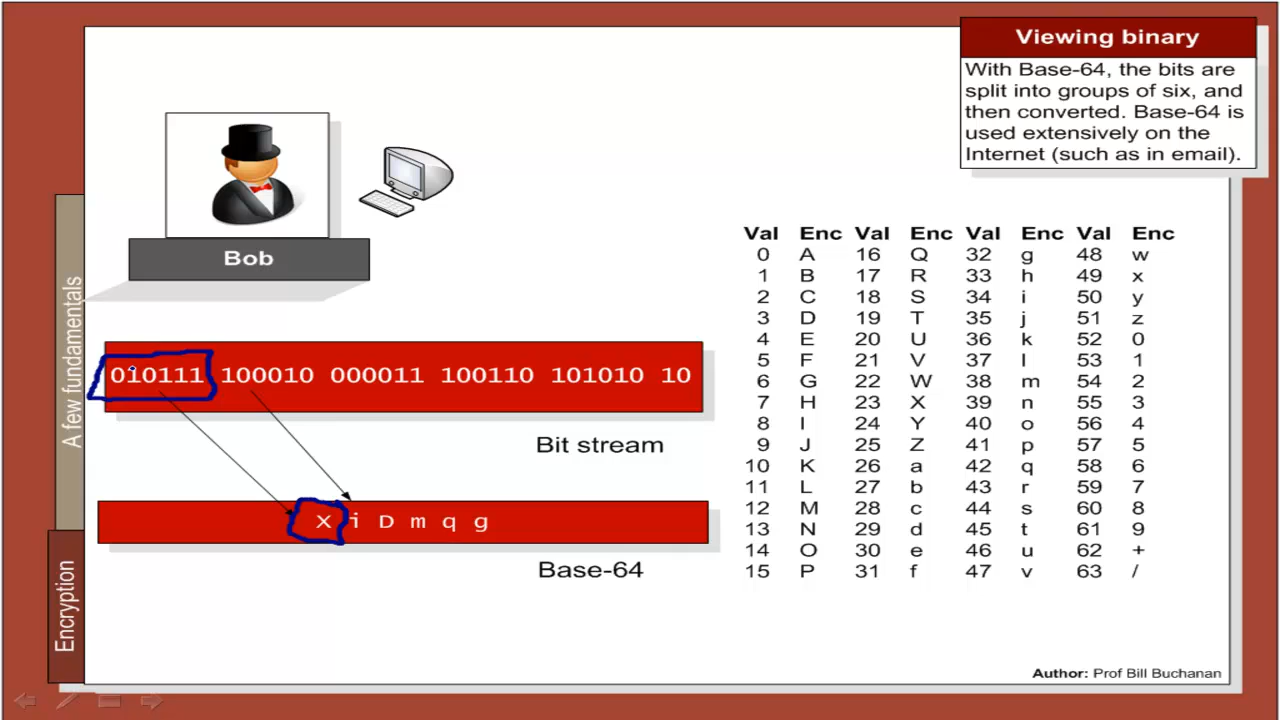 Viewing binary
With Base-64, the bits are
split into groups of six, and
then converted. Base-64 is
used extensively on the
Internet (such as in email).
Bob
A few fundamentals
Encryption
010111 100010 000011 100110 101010 10
Bit stream
X i D m q g
Base-64
Val Enc Val Enc Val Enc Val Enc
0 A 16 Q 32 g 48 w
1 B 17 R 33 h 49 x
2 C 18 S 34 i 50 y
3 D 19 T 35 j 51 z
4 E 20 U 36 k 52 0
5 F 21 V 37 l 53 1
6 G 22 W 38 m 54 2
7 H 23 X 39 n 55 3
8 I 24 Y 40 o 56 4
9 J 25 Z 41 p 57 5
10 K 26 a 42 q 58 6
11 L 27 b 43 r 59 7
12 M 28 c 44 s 60 8
13 N 29 d 45 t 61 9
14 O 30 e 46 u 62 +
15 P 31 f 47 v 63 /
Author: Prof Bill Buchanan